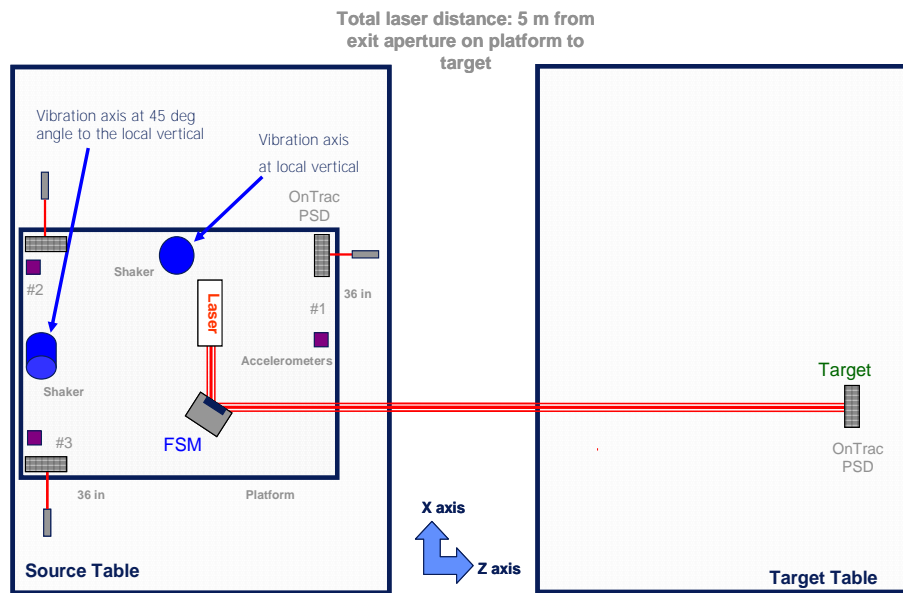 Total laser distance: 5 m from
exit aperture on platform to
target
Vibration axis at 45 deg
angle to the local vertical
Vibration axis
at local vertical
OnTrac
PSD
Shaker
#2
36 in
#1
Laser
Accelerometers
Shaker
Target
#3
FSM
OnTrac
PSD
36 in
Platform
X axis
Z axis
Source Table
Target Table